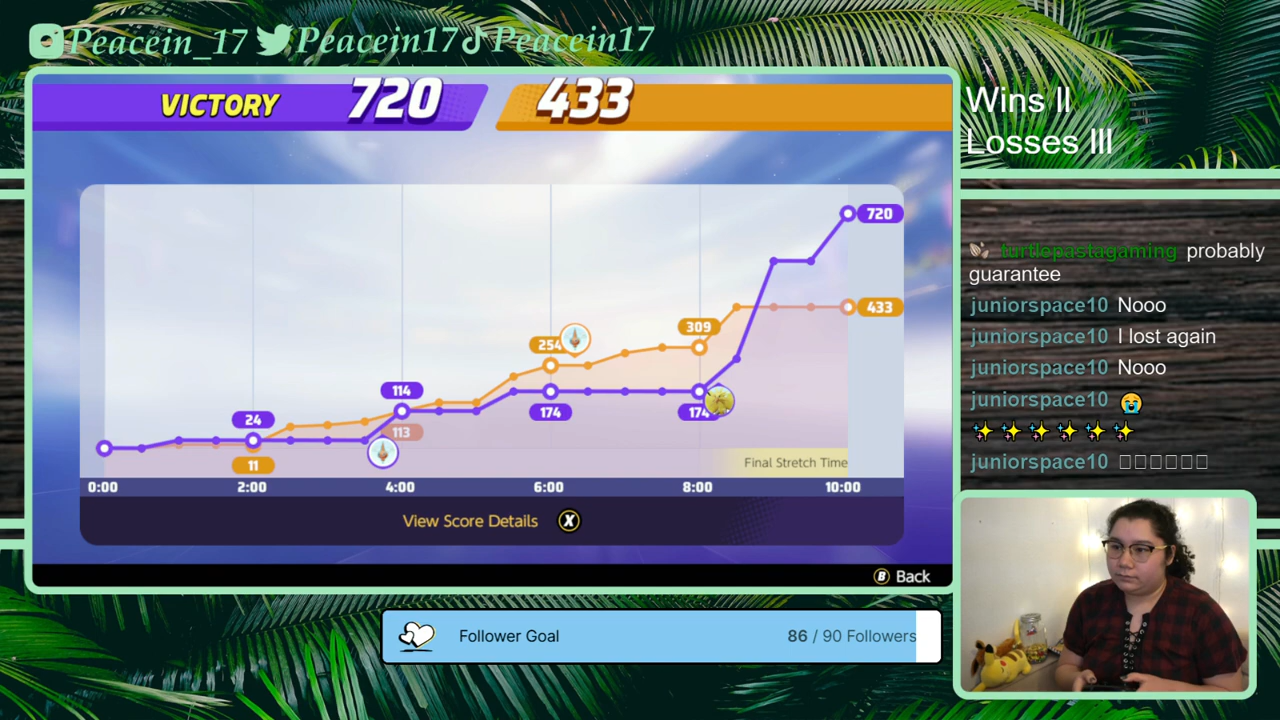 Peacein_17 Peacein17 Peacein17
VICTORY 720 433
Wins II
Losses III
720
433
309
254
114
174
174
113
24
11
Final Stretch Time
0:00 2:00 4:00 6:00 8:00 10:00
View Score Details X
B Back
turtlepastagaming probably
guarantee
juniorspace10 Nooo
juniorspace10 I lost again
juniorspace10 Nooo
juniorspace10 😭
✨ ✨ ✨ ✨ ✨ ✨
juniorspace10 □□□□□□
Follower Goal 86 / 90 Followers